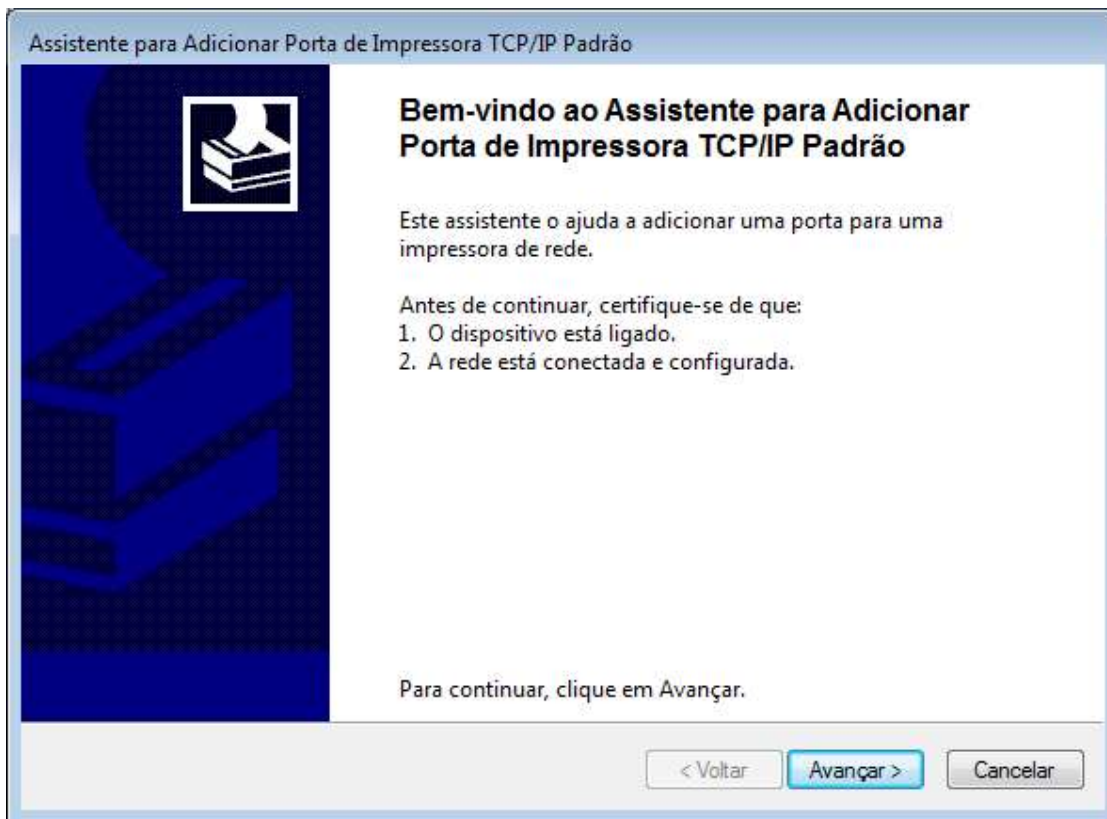 Assistente para Adicionar Porta de Impressora TCP/IP Padrão
Bem-vindo ao Assistente para Adicionar
Porta de Impressora TCP/IP Padrão
Este assistente o ajuda a adicionar uma porta para uma
impressora de rede.
Antes de continuar, certifique-se de que:
1. O dispositivo está ligado.
2. A rede está conectada e configurada.
Para continuar, clique em Avançar.
< Voltar
Avançar >
Cancelar